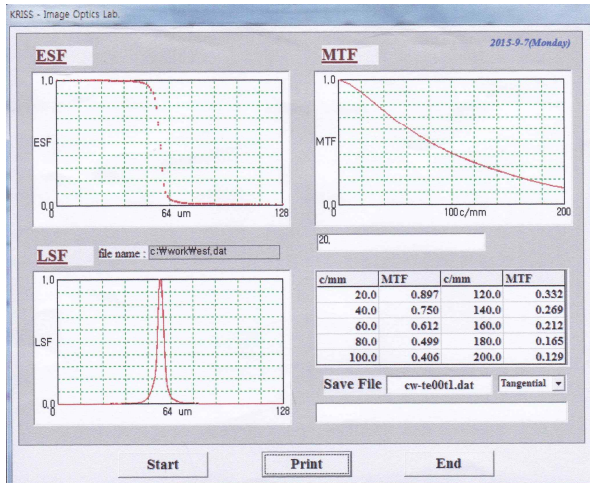 KRISS - Image Optics Lab.
2015-9-7(Monday)
ESF
1,0
ESF
0,0
0
64 um
128
MTF
1,0
MTF
0,0
0
100 c/mm
200
20,
LSF
file name : c:￦work￦esf,dat
1,0
LSF
0,0
0
64 um
128
c/mm MTF c/mm MTF
20.0 0.897 120.0 0.332
40.0 0.750 140.0 0.269
60.0 0.612 160.0 0.212
80.0 0.499 180.0 0.165
100.0 0.406 200.0 0.129
Save File cw-te00t1.dat Tangential
Start Print End